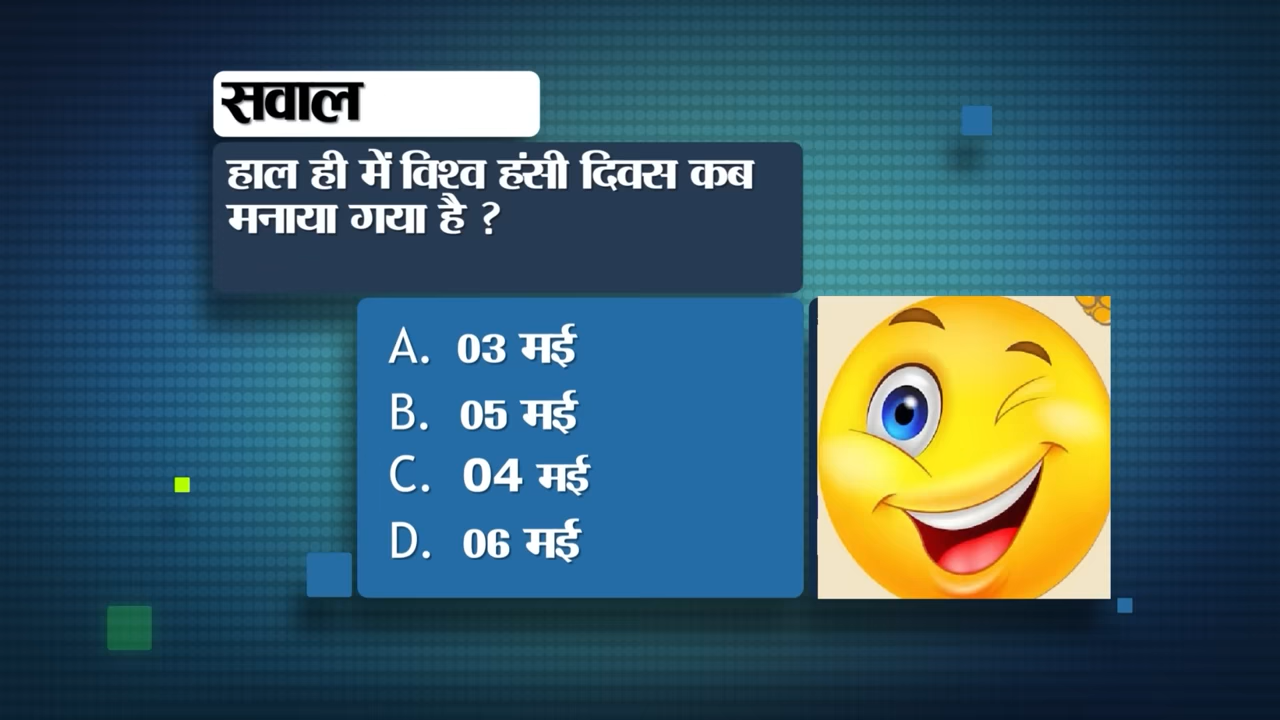 सवाल
हाल ही में विश्व हंसी दिवस कब
मनाया गया है ?
A. 03 मई
B. 05 मई
C. 04 मई
D. 06 मई